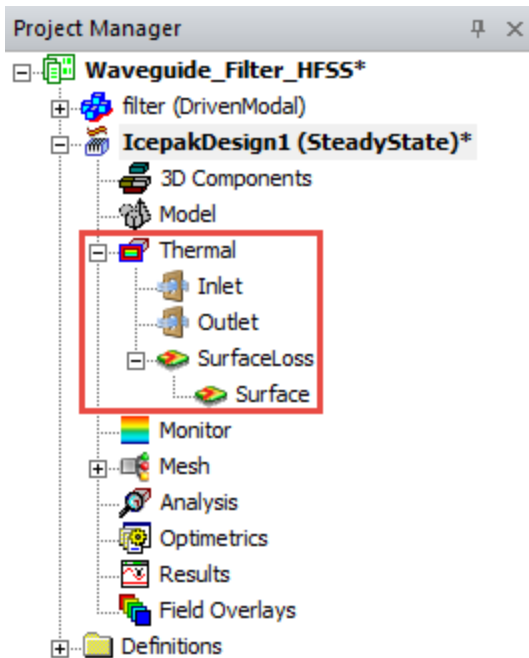 Project Manager
Waveguide_Filter_HFSS*
filter (DrivenModal)
IcepakDesign1 (SteadyState)*
3D Components
Model
Thermal
Inlet
Outlet
SurfaceLoss
Surface
Monitor
Mesh
Analysis
Optimetrics
Results
Field Overlays
Definitions